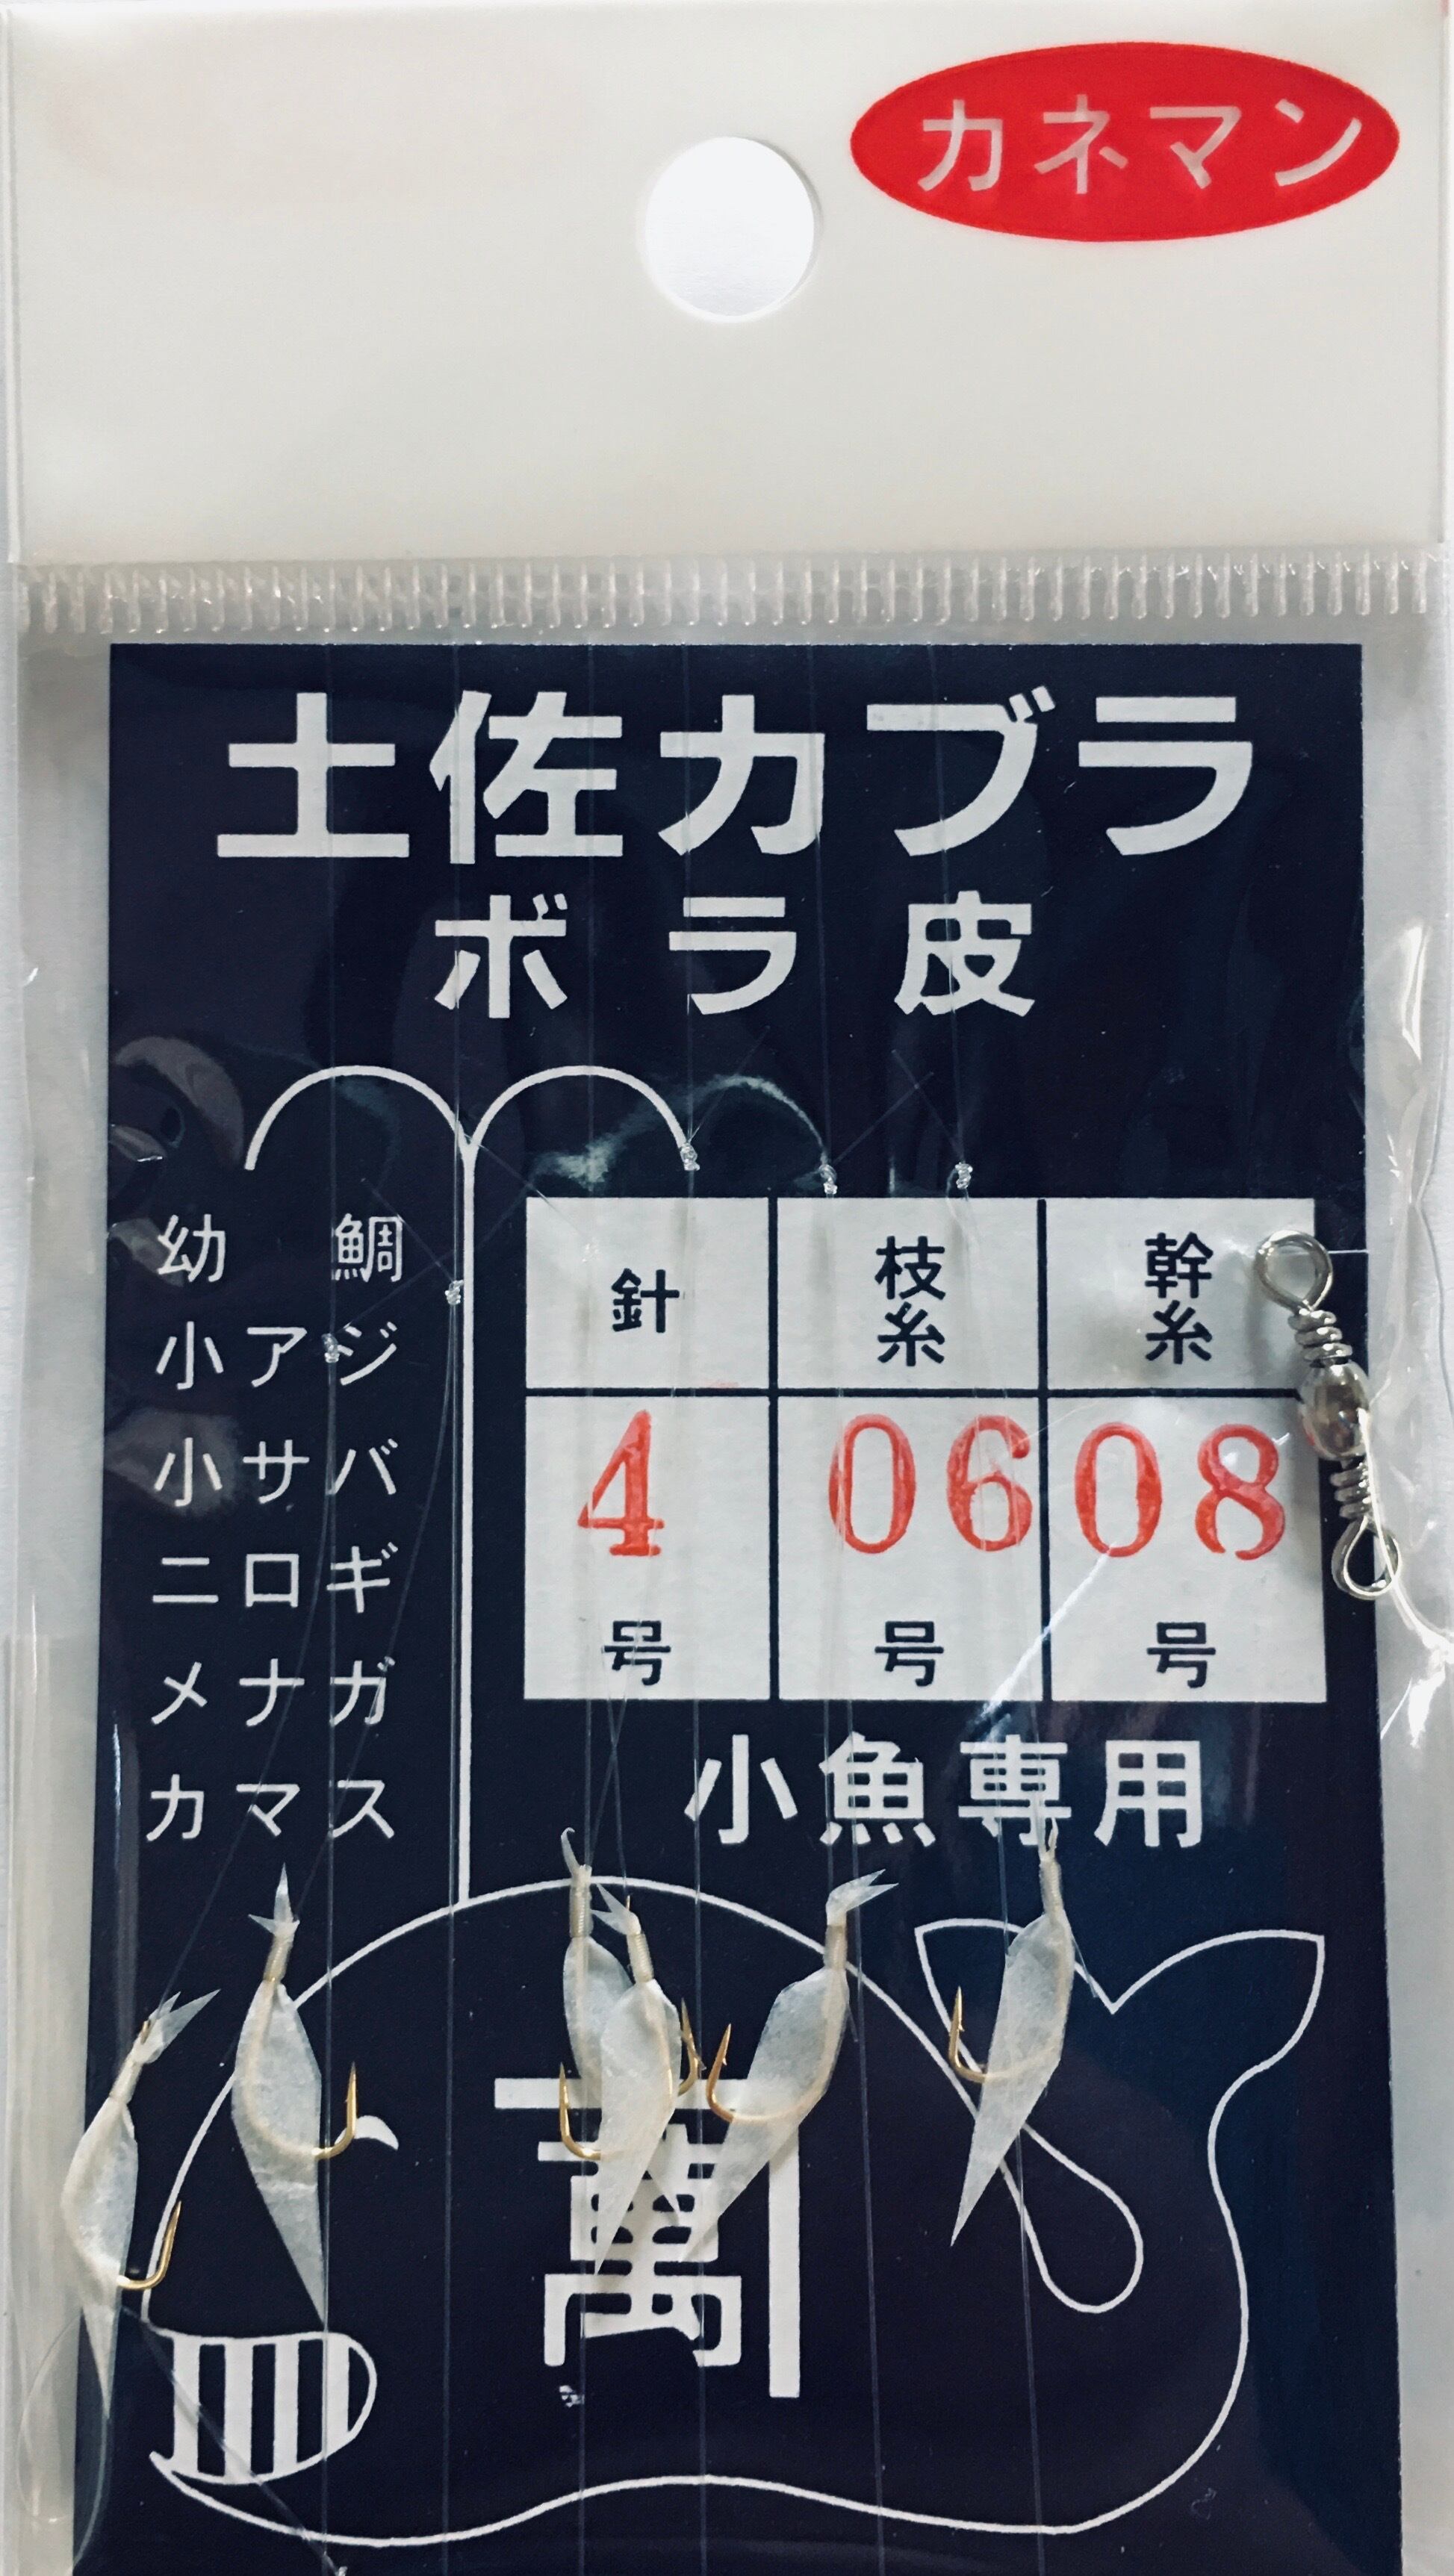 カネマン
土佐カブラ
ボラ皮
幼鯛
小アジ
小サバ
ニロギ
メナガ
カマス
針 枝糸 幹糸
4 06 08
号 号 号
小魚専用
萬